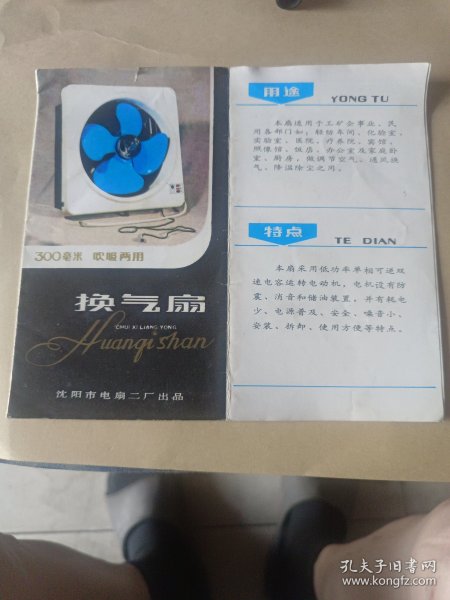 300毫米 吹吸两用
换气扇
CHUI XI LIANG YONG
Huanqishan
沈阳市电扇二厂出品
用途
YONG TU
本扇适用于工矿企事业、民
用各部门如：轻纺车间、化验室、
实验室、医院、疗养院、宾馆、
照像馆、饭店、办公室及家庭卧
室、厨房，做调节空气、通风换
气、降温除尘之用。
特点
TE DIAN
本扇采用低功率单相可逆双
速电容运转电动机，电机设有防
震、消音和储油装置，并有耗电
少、电源普及、安全、噪音小、
安装、拆卸、使用方便等特点。
孔夫子旧书网
www.kongfz.com